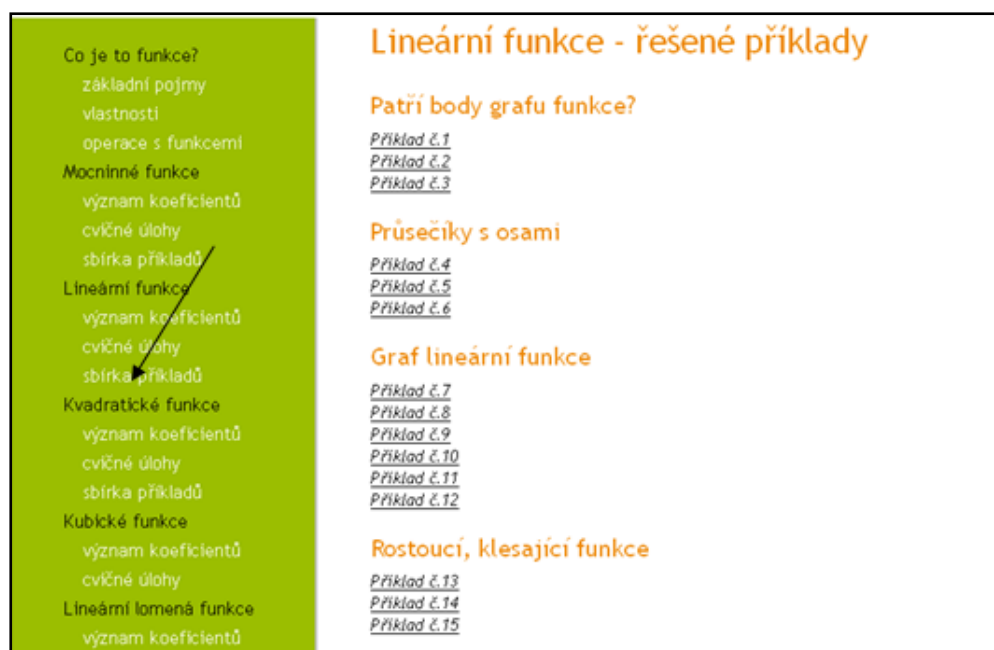 Co je to funkce?
základní pojmy
vlastnosti
operace s funkcemi
Mocninné funkce
význam koeficientů
cvičné úlohy
sbírka příkladů
Lineární funkce
význam koeficientů
cvičné úlohy
sbírka příkladů
Kvadratické funkce
význam koeficientů
cvičné úlohy
sbírka příkladů
Kubické funkce
význam koeficientů
cvičné úlohy
Lineární lomená funkce
význam koeficientů
Lineární funkce - řešené příklady
Patří body grafu funkce?
Příklad č.1
Příklad č.2
Příklad č.3
Průsečíky s osami
Příklad č.4
Příklad č.5
Příklad č.6
Graf lineární funkce
Příklad č.7
Příklad č.8
Příklad č.9
Příklad č.10
Příklad č.11
Příklad č.12
Rostoucí, klesající funkce
Příklad č.13
Příklad č.14
Příklad č.15